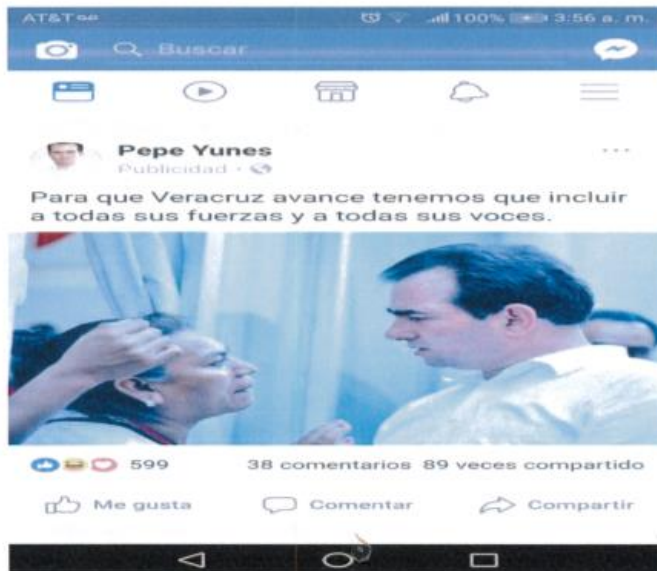 AT&T 100% 3:56 a. m.
Buscar
Pepe Yunes
Publicidad
Para que Veracruz avance tenemos que incluir
a todas sus fuerzas y a todas sus voces.
599 38 comentarios 89 veces compartido
Me gusta Comentar Compartir